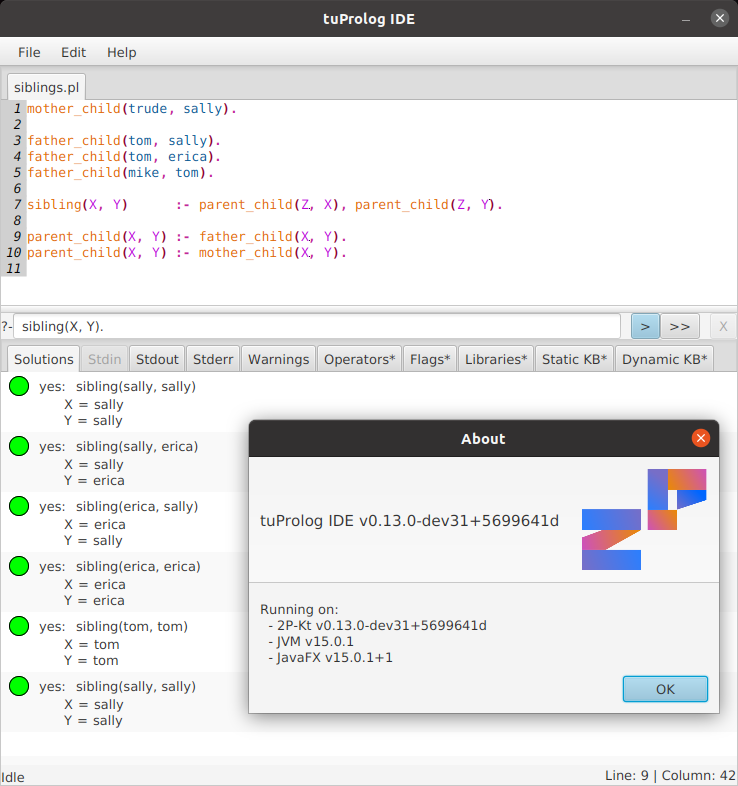 tuProlog IDE
File Edit Help
siblings.pl
1 mother_child(trude, sally).
2
3 father_child(tom, sally).
4 father_child(tom, erica).
5 father_child(mike, tom).
6
7 sibling(X, Y)      :- parent_child(Z, X), parent_child(Z, Y).
8
9 parent_child(X, Y) :- father_child(X, Y).
10 parent_child(X, Y) :- mother_child(X, Y).
11
?- sibling(X, Y). > >> X
Solutions Stdin Stdout Stderr Warnings Operators* Flags* Libraries* Static KB* Dynamic KB*
yes: sibling(sally, sally)
X = sally
Y = sally
yes: sibling(sally, erica)
X = sally
Y = erica
yes: sibling(erica, sally)
X = erica
Y = sally
yes: sibling(erica, erica)
X = erica
Y = erica
yes: sibling(tom, tom)
X = tom
Y = tom
yes: sibling(sally, sally)
X = sally
Y = sally
About
tuProlog IDE v0.13.0-dev31+5699641d
Running on:
- 2P-Kt v0.13.0-dev31+5699641d
- JVM v15.0.1
- JavaFX v15.0.1+1
OK
Idle
Line: 9 | Column: 42